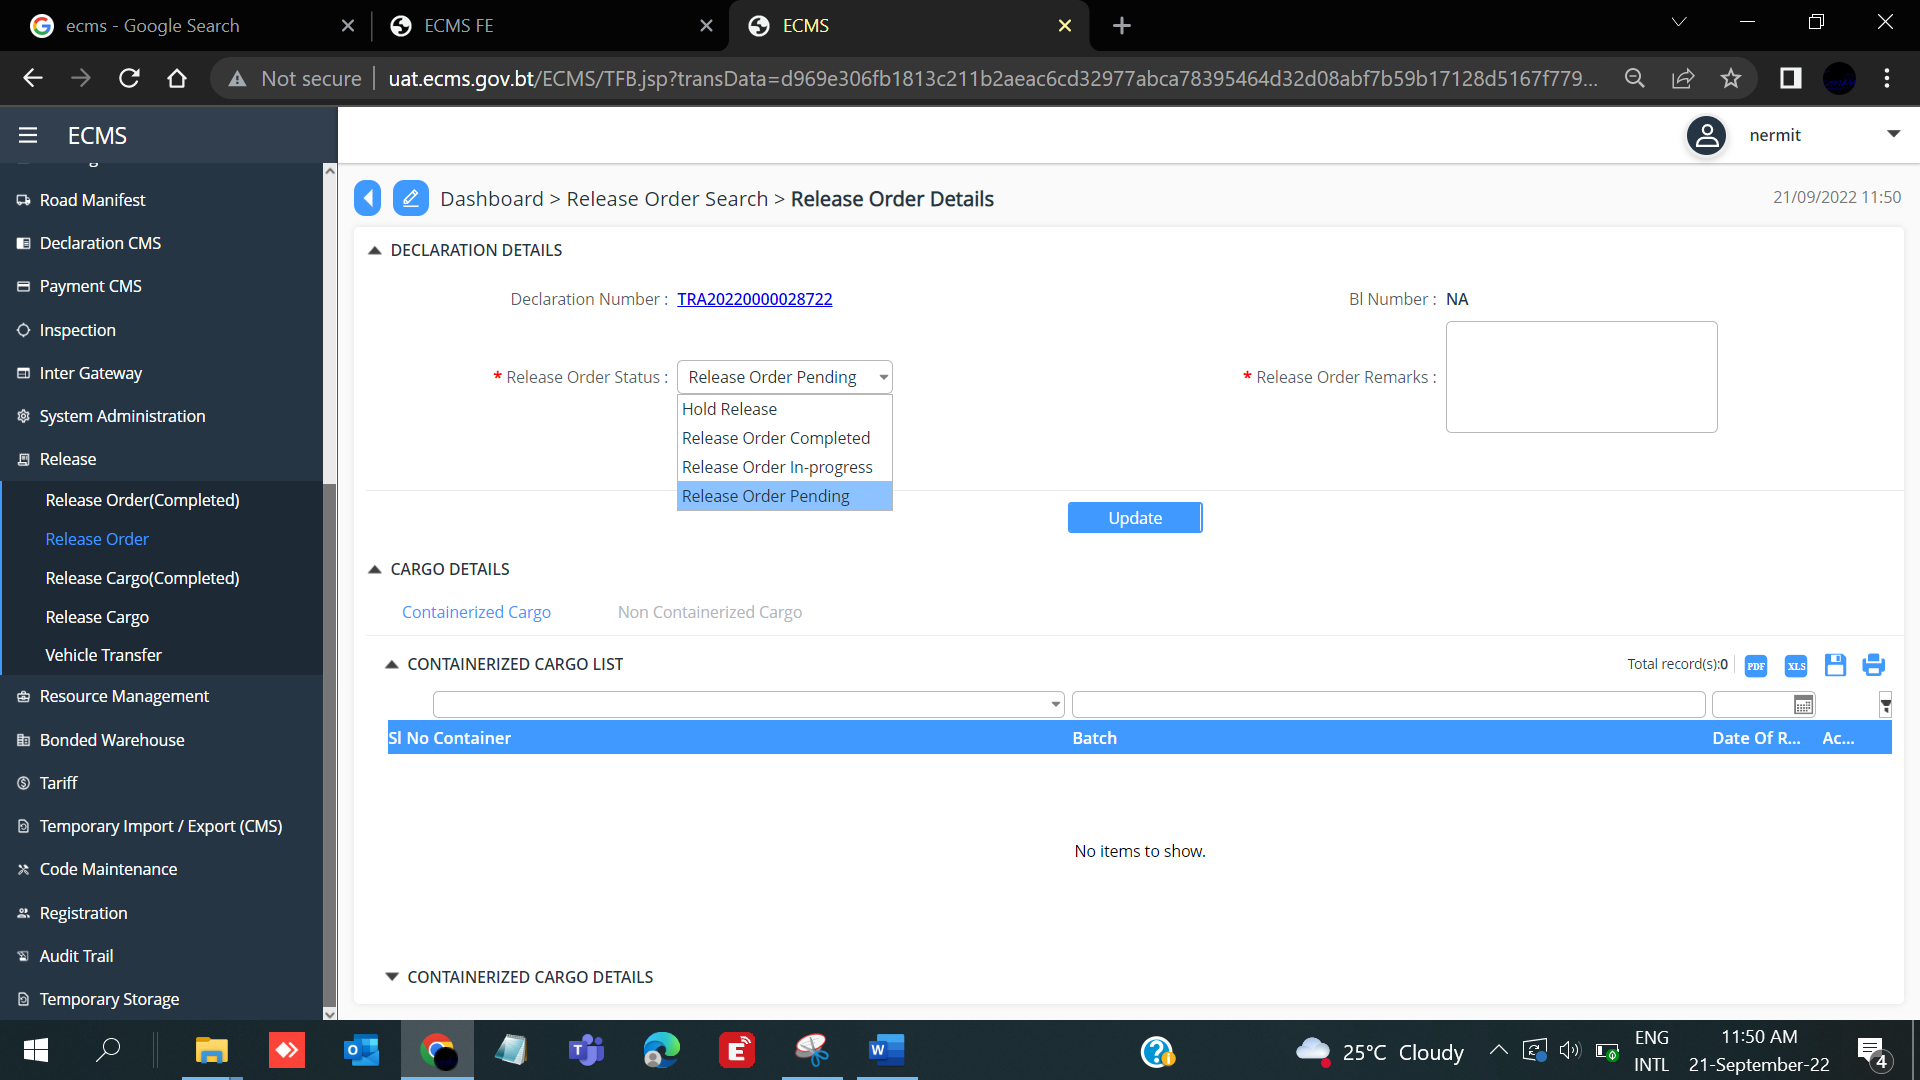 ecms - Google Search
ECMS FE
ECMS
Not secure
uat.ecms.gov.bt/ECMS/TFB.jsp?transData=d969e306fb1813c211b2aeac6cd32977abca78395464d32d08abf7b59b17128d5167f779...
ECMS
nermit
Road Manifest
Declaration CMS
Payment CMS
Inspection
Inter Gateway
System Administration
Release
Release Order(Completed)
Release Order
Release Cargo(Completed)
Release Cargo
Vehicle Transfer
Resource Management
Bonded Warehouse
Tariff
Temporary Import / Export (CMS)
Code Maintenance
Registration
Audit Trail
Temporary Storage
Dashboard > Release Order Search > Release Order Details
21/09/2022 11:50
DECLARATION DETAILS
Declaration Number : TRA20220000028722
Bl Number : NA
* Release Order Status : Release Order Pending
* Release Order Remarks :
Hold Release
Release Order Completed
Release Order In-progress
Release Order Pending
Update
CARGO DETAILS
Containerized Cargo
Non Containerized Cargo
CONTAINERIZED CARGO LIST
Total record(s):0
PDF
XLS
Sl No Container
Batch
Date Of R...
Ac...
No items to show.
CONTAINERIZED CARGO DETAILS
25°C Cloudy
ENG
INTL
11:50 AM
21-September-22
4